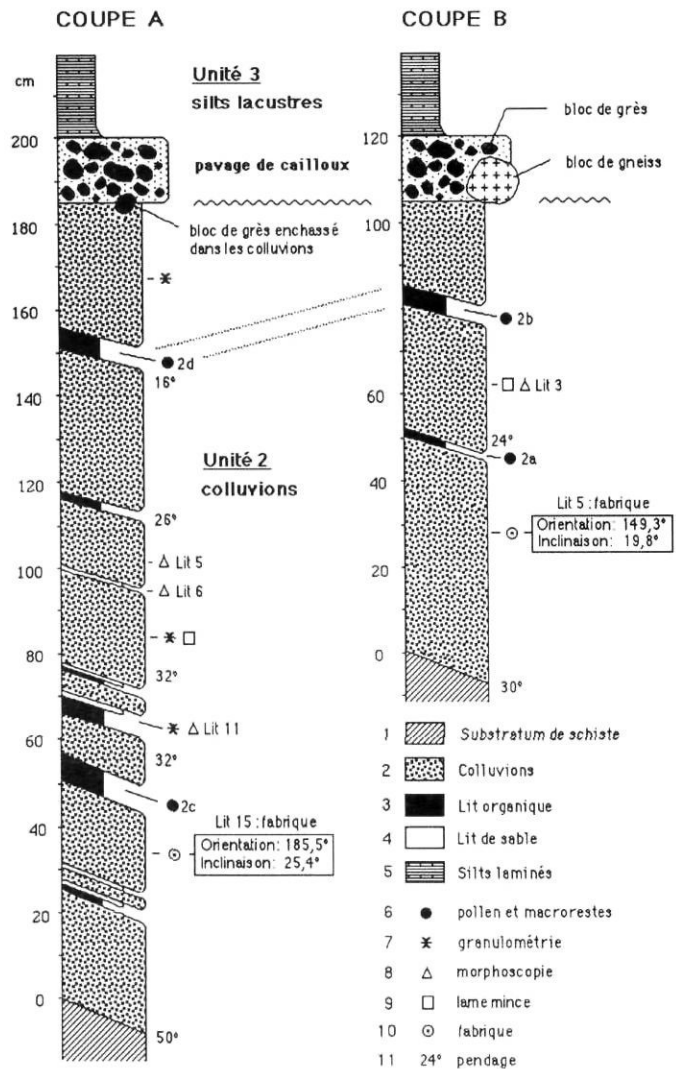 COUPE A
cm
200
180
160
140
120
100
80
60
40
20
0
Unité 3
silts lacustres
pavage de cailloux
bloc de grès enchassé
dans les colluvions
2d
16°
Unité 2
colluvions
26°
Lit 5
Lit 6
32°
Lit 11
32°
2c
Lit 15 : fabrique
Orientation: 185,5°
Inclinaison: 25,4°
50°
COUPE B
120
100
60
40
20
0
bloc de grès
bloc de gneiss
2b
Lit 3
24°
2a
Lit 5 : fabrique
Orientation: 149,3°
Inclinaison: 19,8°
30°
1 Substratum de schiste
2 Colluvions
3 Lit organique
4 Lit de sable
5 Silts laminés
6 pollen et macrorestes
7 granulométrie
8 morphoscopie
9 lame mince
10 fabrique
11 24° pendage